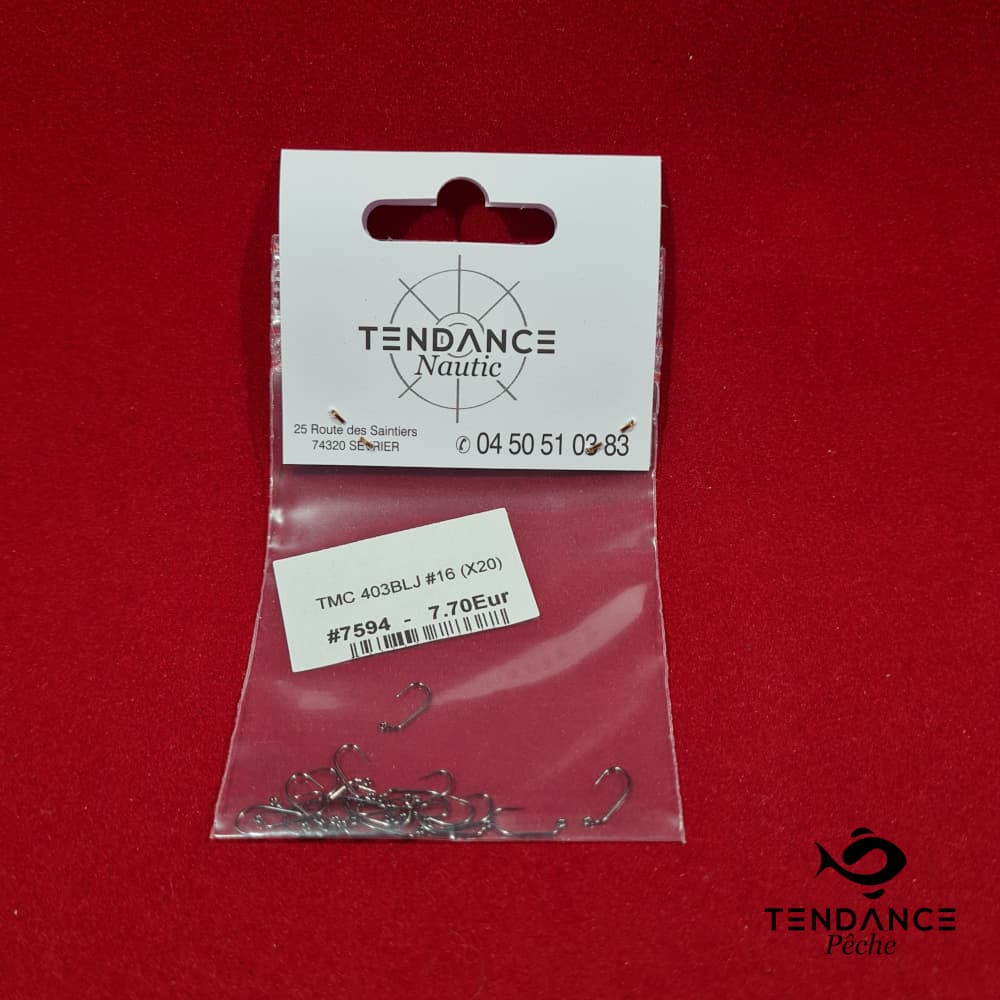 TENDANCE
Nautic
25 Route des Saintiers
74320 SEVRIER
✆ 04 50 51 03 83
TMC 403BLJ #16 (X20)
#7594 - 7.70Eur
TENDANCE
Pêche